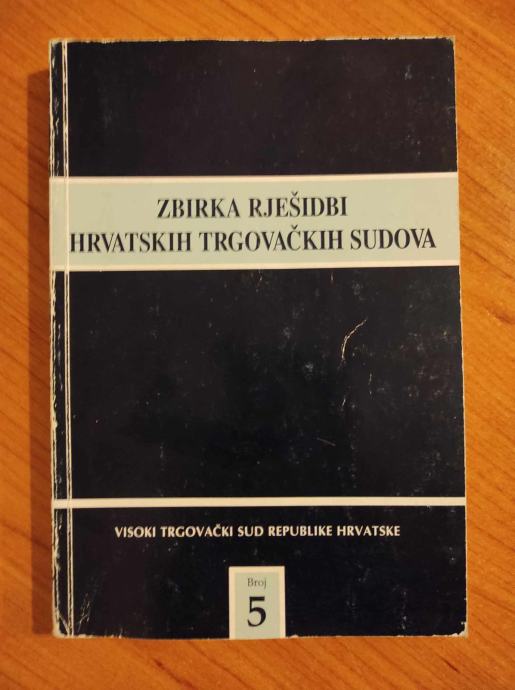 ZBIRKA RJEŠIDBI
HRVATSKIH TRGOVAČKIH SUDOVA
VISOKI TRGOVAČKI SUD REPUBLIKE HRVATSKE
Broj
5